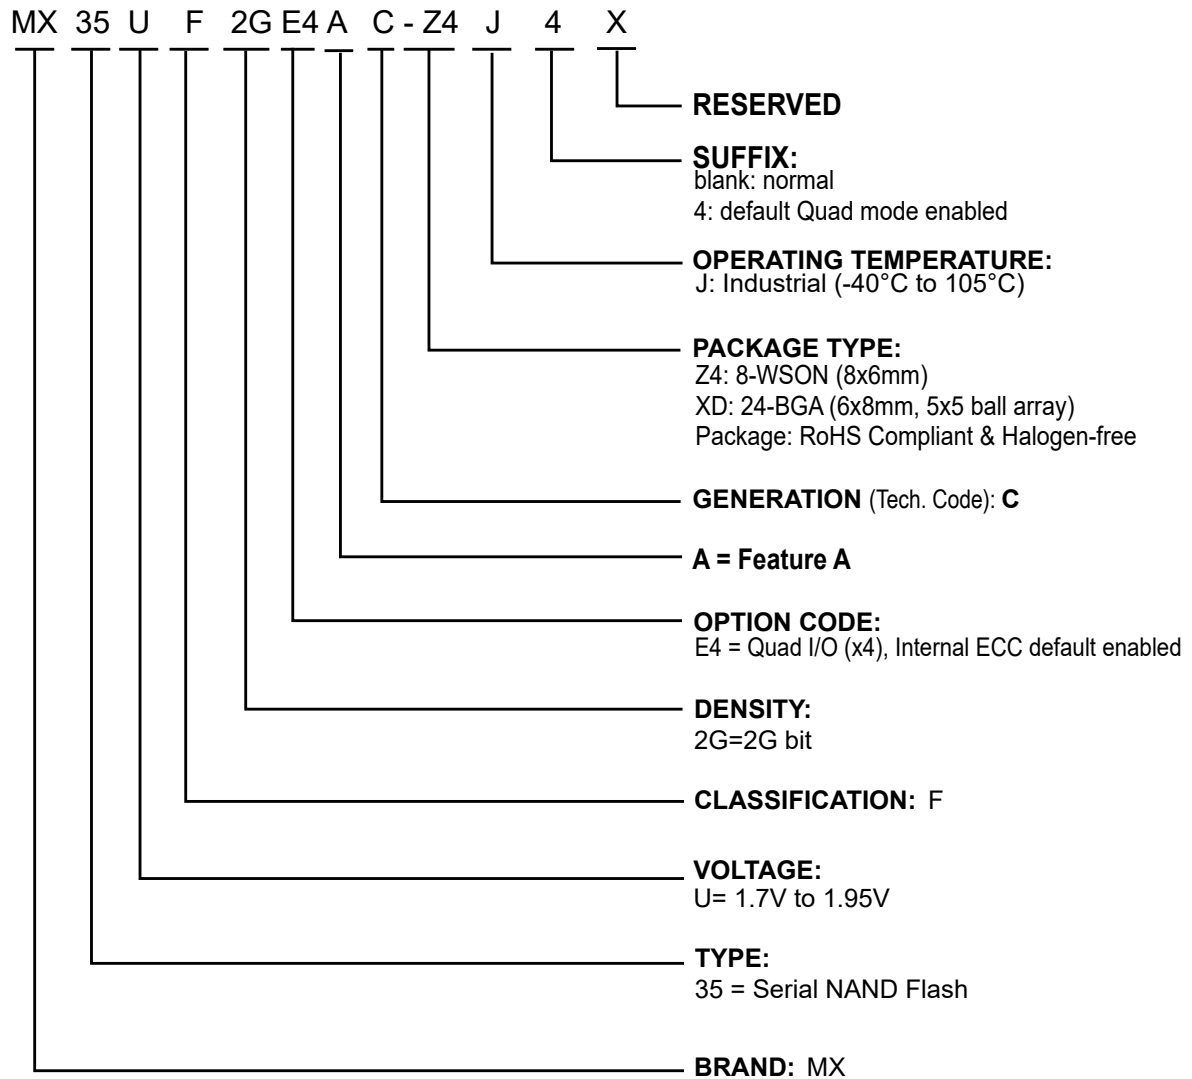 MX 35 U F 2G E4 A C - Z4 J 4 X
RESERVED
SUFFIX:
blank: normal
4: default Quad mode enabled
OPERATING TEMPERATURE:
J: Industrial (-40°C to 105°C)
PACKAGE TYPE:
Z4: 8-WSON (8x6mm)
XD: 24-BGA (6x8mm, 5x5 ball array)
Package: RoHS Compliant & Halogen-free
GENERATION (Tech. Code): C
A = Feature A
OPTION CODE:
E4 = Quad I/O (x4), Internal ECC default enabled
DENSITY:
2G=2G bit
CLASSIFICATION: F
VOLTAGE:
U= 1.7V to 1.95V
TYPE:
35 = Serial NAND Flash
BRAND: MX